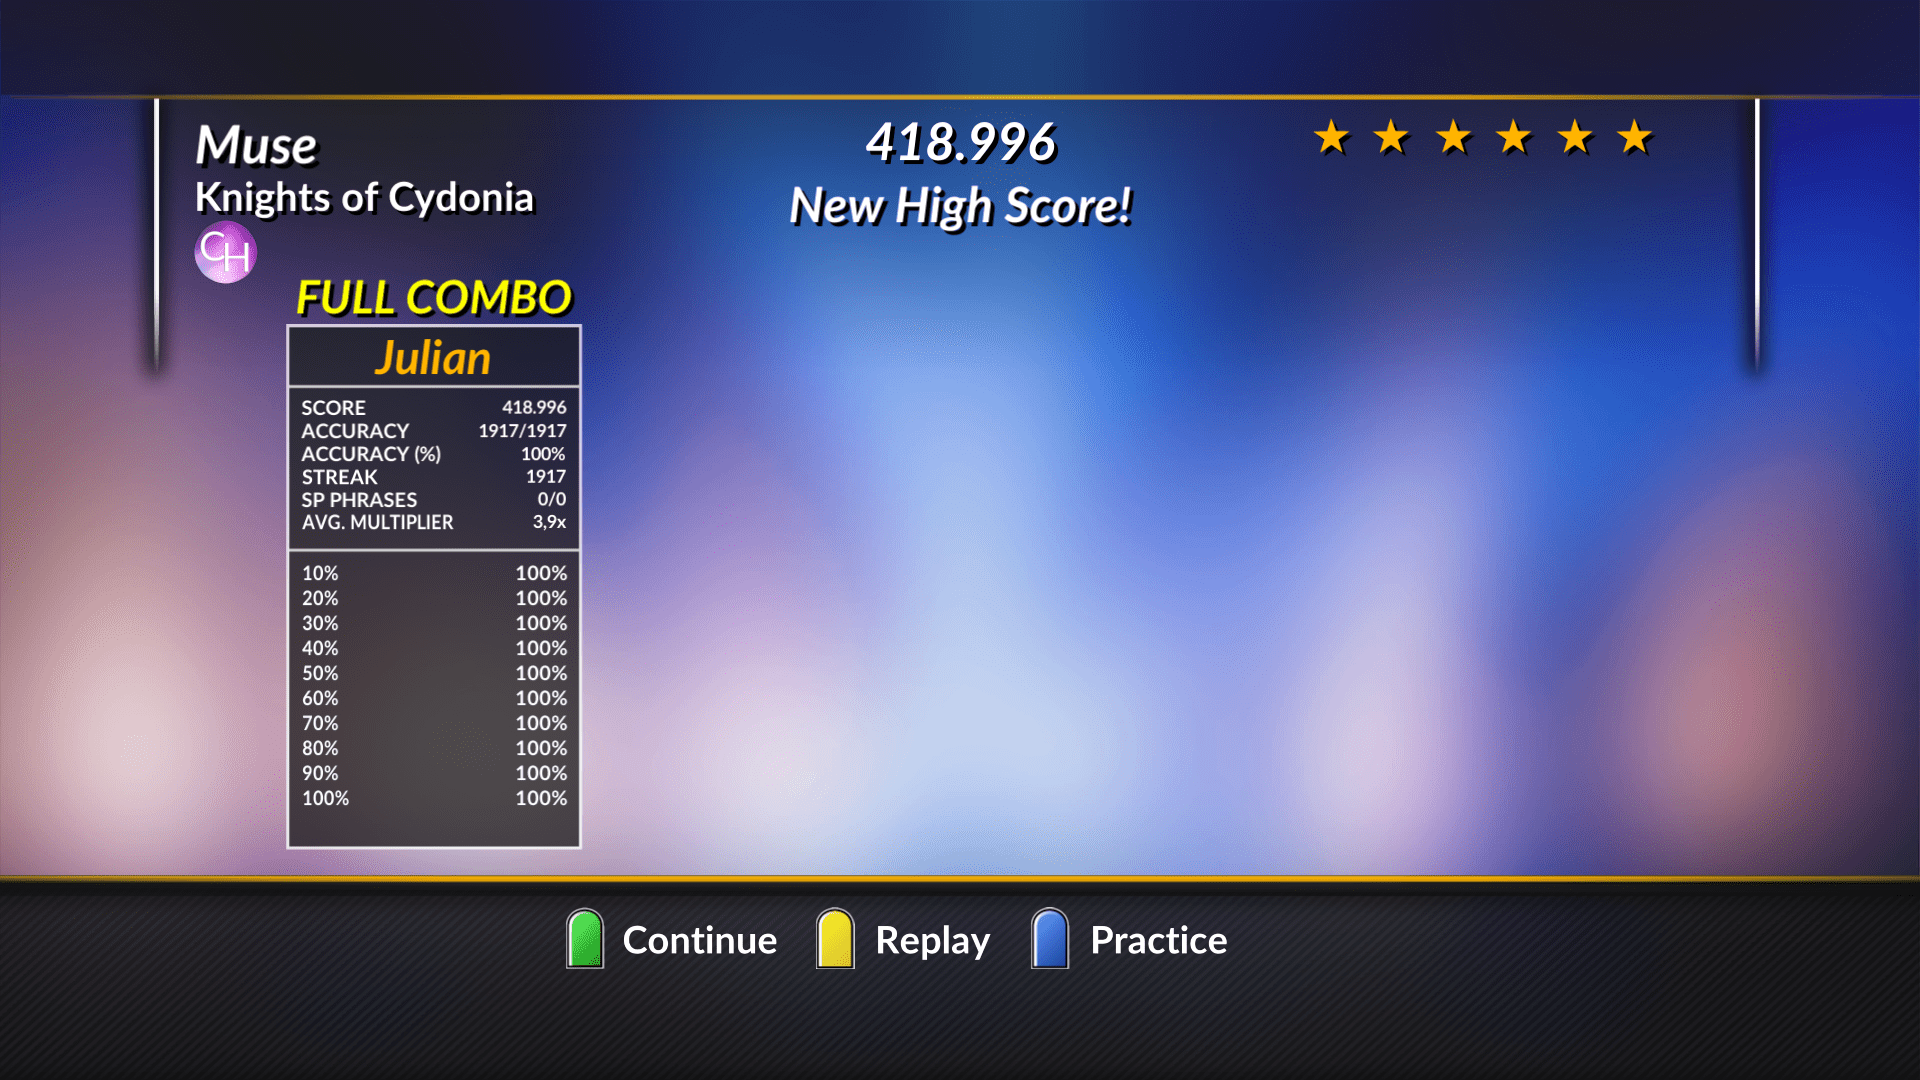 Muse
Knights of Cydonia
CH
418.996
New High Score!
FULL COMBO
Julian
SCORE 418.996
ACCURACY 1917/1917
ACCURACY (%) 100%
STREAK 1917
SP PHRASES 0/0
AVG. MULTIPLIER 3,9x
10% 100%
20% 100%
30% 100%
40% 100%
50% 100%
60% 100%
70% 100%
80% 100%
90% 100%
100% 100%
Continue Replay Practice